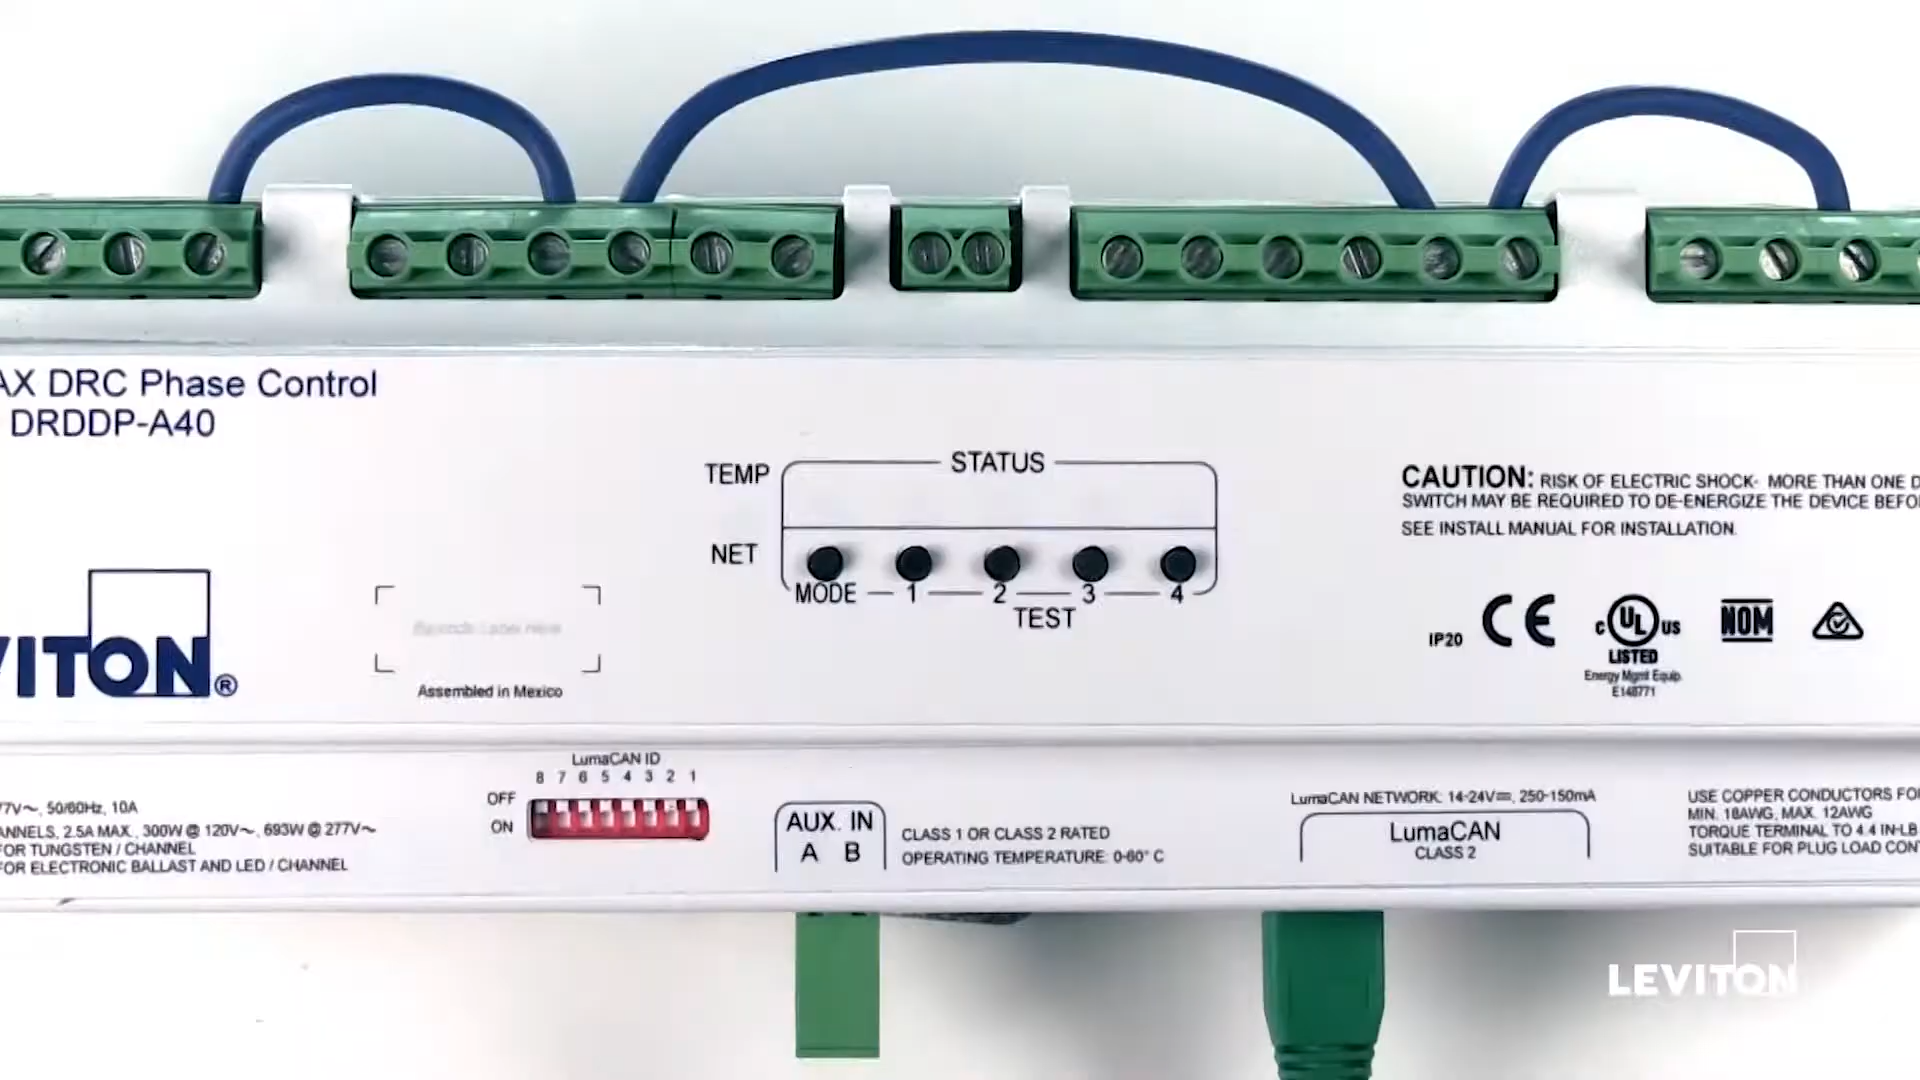 AX DRC Phase Control
DRDDP-A40
STATUS
TEMP
NET
MODE 1 2 3 4
TEST
CAUTION: RISK OF ELECTRIC SHOCK- MORE THAN ONE D
SWITCH MAY BE REQUIRED TO DE-ENERGIZE THE DEVICE BEFO
SEE INSTALL MANUAL FOR INSTALLATION.
VITON®
Assembled in Mexico
IP20 CE C UL US NOM
LISTED
Energy Mgmt Equip.
E148771
LumaCAN ID
8 7 6 5 4 3 2 1
OFF
ON
77V~, 50/60Hz, 10A
ANNELS, 2.5A MAX., 300W @ 120V~, 693W @ 277V~
FOR TUNGSTEN / CHANNEL
FOR ELECTRONIC BALLAST AND LED / CHANNEL
AUX. IN
A B
CLASS 1 OR CLASS 2 RATED
OPERATING TEMPERATURE: 0-60° C
LumaCAN NETWORK: 14-24V⎓, 250-150mA
LumaCAN
CLASS 2
USE COPPER CONDUCTORS FO
MIN. 18AWG, MAX. 12AWG
TORQUE TERMINAL TO 4.4 IN-LB
SUITABLE FOR PLUG LOAD CON
LEVITON